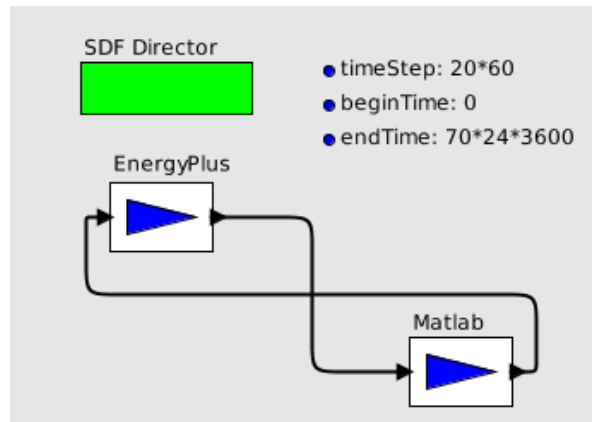 SDF Director
timeStep: 20*60
beginTime: 0
endTime: 70*24*3600
EnergyPlus
Matlab